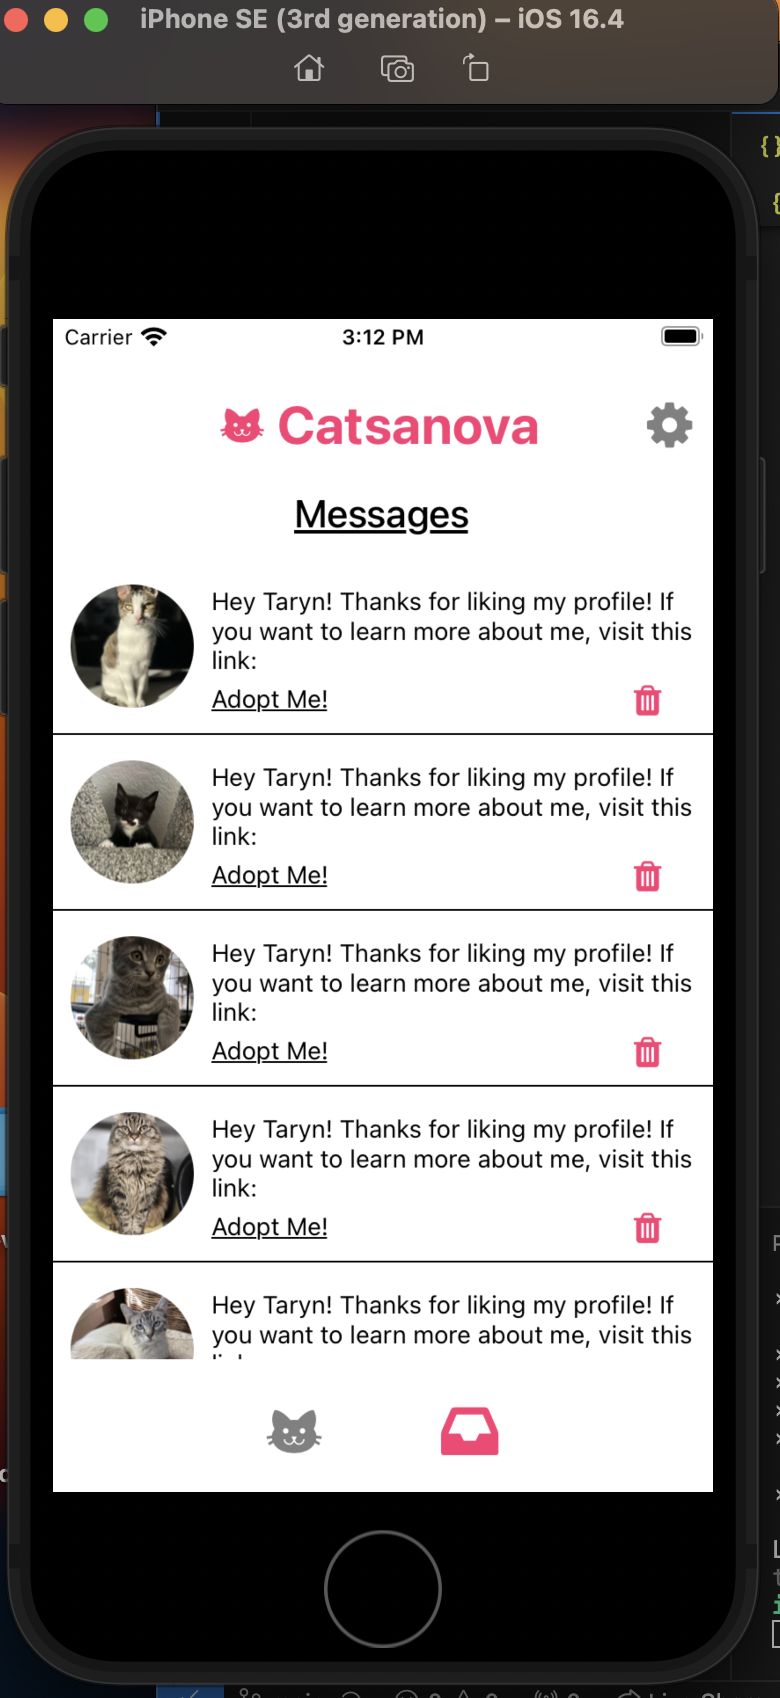 iPhone SE (3rd generation) – iOS 16.4
Carrier 3:12 PM
Catsanova
Messages
Hey Taryn! Thanks for liking my profile! If
you want to learn more about me, visit this
link:
Adopt Me!
Hey Taryn! Thanks for liking my profile! If
you want to learn more about me, visit this
link:
Adopt Me!
Hey Taryn! Thanks for liking my profile! If
you want to learn more about me, visit this
link:
Adopt Me!
Hey Taryn! Thanks for liking my profile! If
you want to learn more about me, visit this
link:
Adopt Me!
Hey Taryn! Thanks for liking my profile! If
you want to learn more about me, visit this